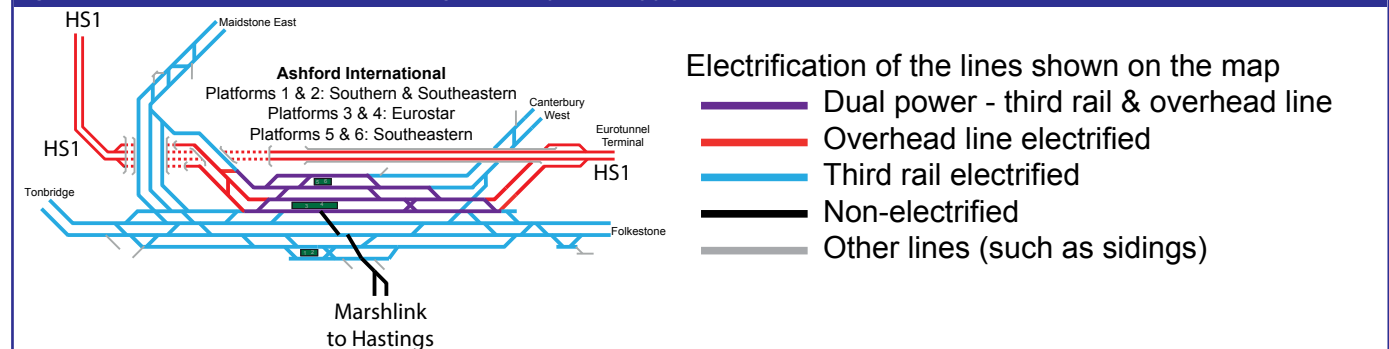 HS1
Maidstone East
Ashford International
Platforms 1 & 2: Southern & Southeastern
Platforms 3 & 4: Eurostar
Platforms 5 & 6: Southeastern
Canterbury
West
Eurotunnel
Terminal
HS1
HS1
Tonbridge
Folkestone
Marshlink
to Hastings
Electrification of the lines shown on the map
Dual power - third rail & overhead line
Overhead line electrified
Third rail electrified
Non-electrified
Other lines (such as sidings)